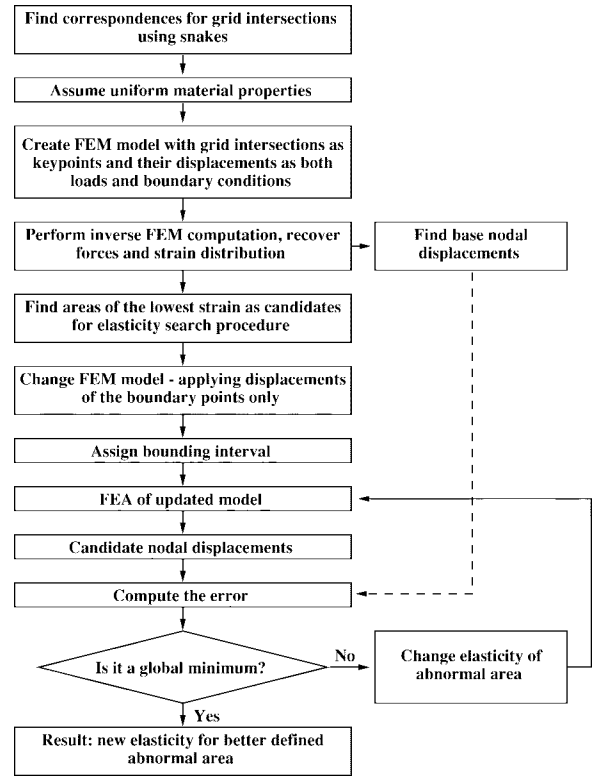 Find correspondences for grid intersections
using snakes
Assume uniform material properties
Create FEM model with grid intersections as
keypoints and their displacements as both
loads and boundary conditions
Perform inverse FEM computation, recover
forces and strain distribution
Find base nodal
displacements
Find areas of the lowest strain as candidates
for elasticity search procedure
Change FEM model - applying displacements
of the boundary points only
Assign bounding interval
FEA of updated model
Candidate nodal displacements
Compute the error
Is it a global minimum?
No
Change elasticity of
abnormal area
Yes
Result: new elasticity for better defined
abnormal area